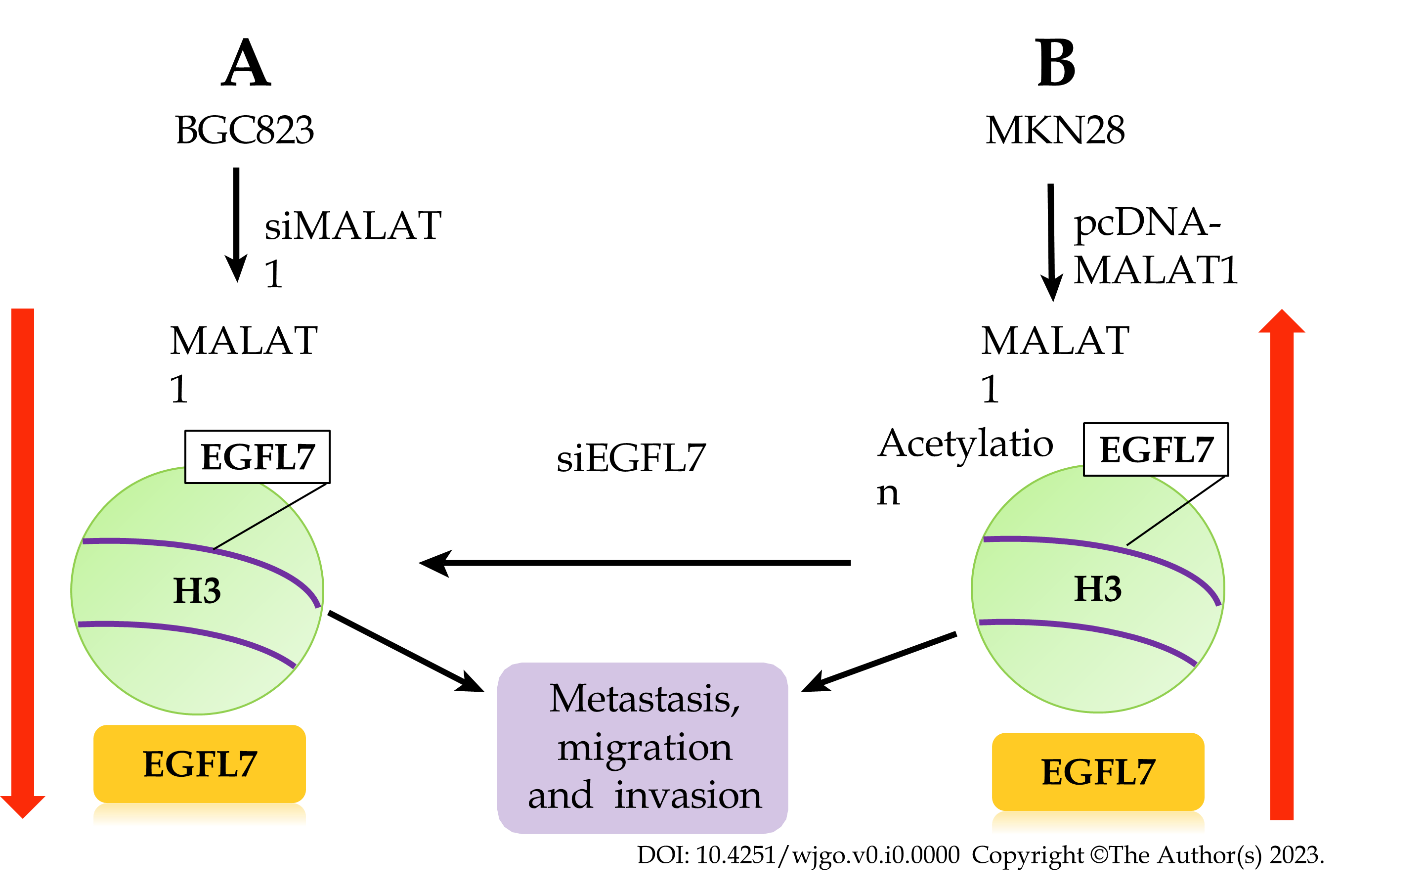 A
BGC823
siMALAT
1
MALAT
1
EGFL7
H3
EGFL7
siEGFL7
Metastasis,
migration
and invasion
B
MKN28
pcDNA-
MALAT1
MALAT
1
Acetylatio
n
EGFL7
H3
EGFL7
DOI: 10.4251/wjgo.v0.i0.0000 Copyright ©The Author(s) 2023.